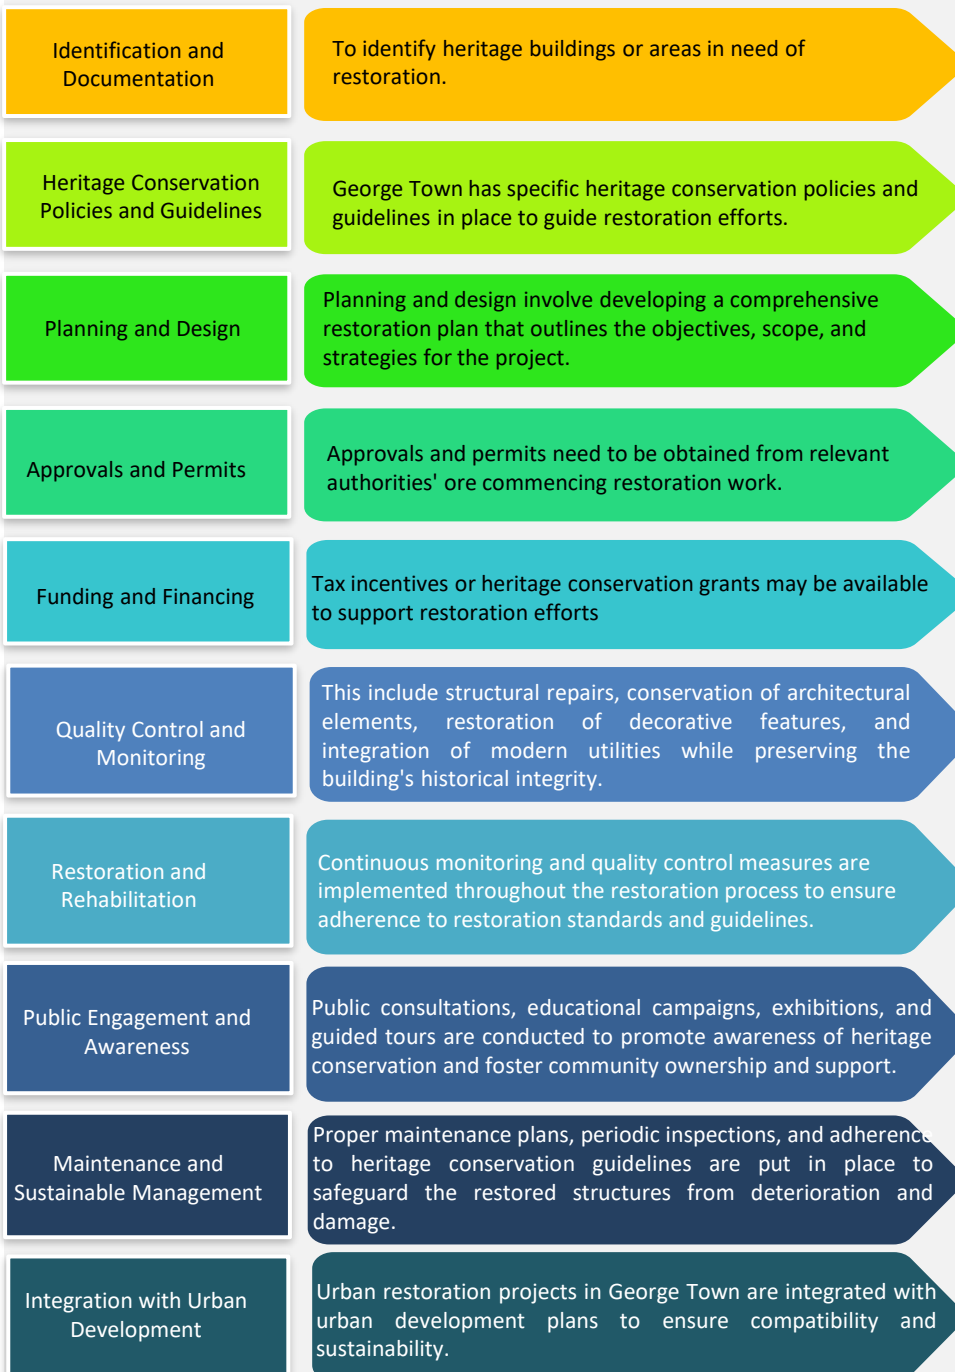 Identification and
Documentation
To identify heritage buildings or areas in need of
restoration.
Heritage Conservation
Policies and Guidelines
George Town has specific heritage conservation policies and
guidelines in place to guide restoration efforts.
Planning and Design
Planning and design involve developing a comprehensive
restoration plan that outlines the objectives, scope, and
strategies for the project.
Approvals and Permits
Approvals and permits need to be obtained from relevant
authorities' ore commencing restoration work.
Funding and Financing
Tax incentives or heritage conservation grants may be available
to support restoration efforts
Quality Control and
Monitoring
This include structural repairs, conservation of architectural
elements, restoration of decorative features, and
integration of modern utilities while preserving the
building's historical integrity.
Restoration and
Rehabilitation
Continuous monitoring and quality control measures are
implemented throughout the restoration process to ensure
adherence to restoration standards and guidelines.
Public Engagement and
Awareness
Public consultations, educational campaigns, exhibitions, and
guided tours are conducted to promote awareness of heritage
conservation and foster community ownership and support.
Maintenance and
Sustainable Management
Proper maintenance plans, periodic inspections, and adherence
to heritage conservation guidelines are put in place to
safeguard the restored structures from deterioration and
damage.
Integration with Urban
Development
Urban restoration projects in George Town are integrated with
urban development plans to ensure compatibility and
sustainability.